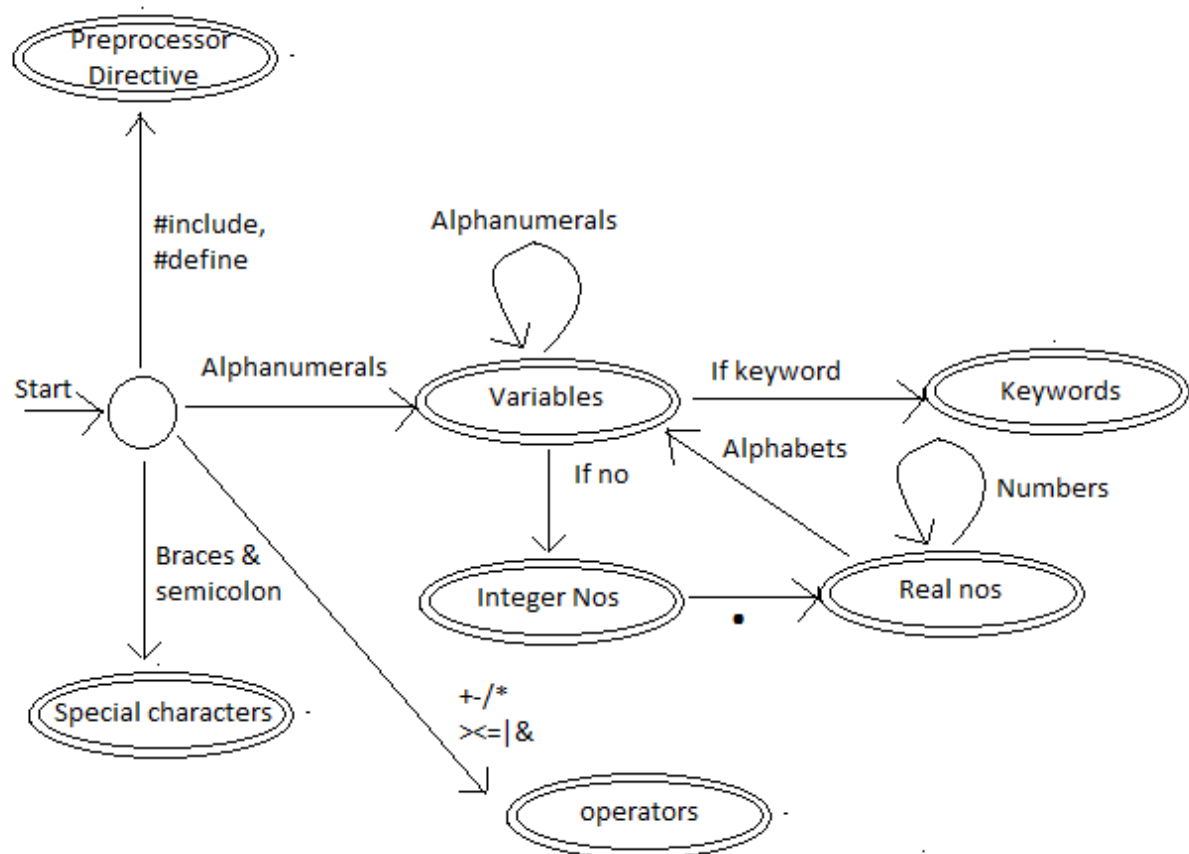 Preprocessor
Directive
#include,
#define
Alphanumerals
Start
Alphanumerals
Variables
If keyword
Keywords
If no
Alphabets
Numbers
Braces &
semicolon
Integer Nos
.
Real nos
Special characters
+-/*
><=|&
operators